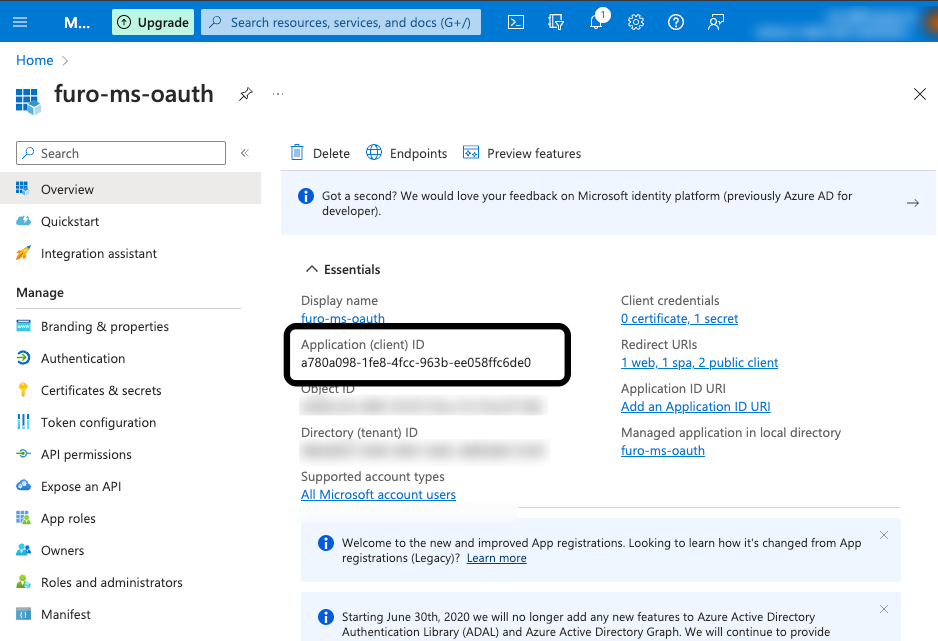 M...
Upgrade
Search resources, services, and docs (G+/)
1
Home
furo-ms-oauth
...
Search
Overview
Quickstart
Integration assistant
Manage
Branding & properties
Authentication
Certificates & secrets
Token configuration
API permissions
Expose an API
App roles
Owners
Roles and administrators
Manifest
Delete
Endpoints
Preview features
Got a second? We would love your feedback on Microsoft identity platform (previously Azure AD for
developer).
Essentials
Display name
furo-ms-oauth
Application (client) ID
a780a098-1fe8-4fcc-963b-ee058ffc6de0
Object ID
Directory (tenant) ID
Supported account types
All Microsoft account users
Client credentials
0 certificate, 1 secret
Redirect URIs
1 web, 1 spa, 2 public client
Application ID URI
Add an Application ID URI
Managed application in local directory
furo-ms-oauth
Welcome to the new and improved App registrations. Looking to learn how it's changed from App
registrations (Legacy)? Learn more
Starting June 30th, 2020 we will no longer add any new features to Azure Active Directory
Authentication Library (ADAL) and Azure Active Directory Graph. We will continue to provide